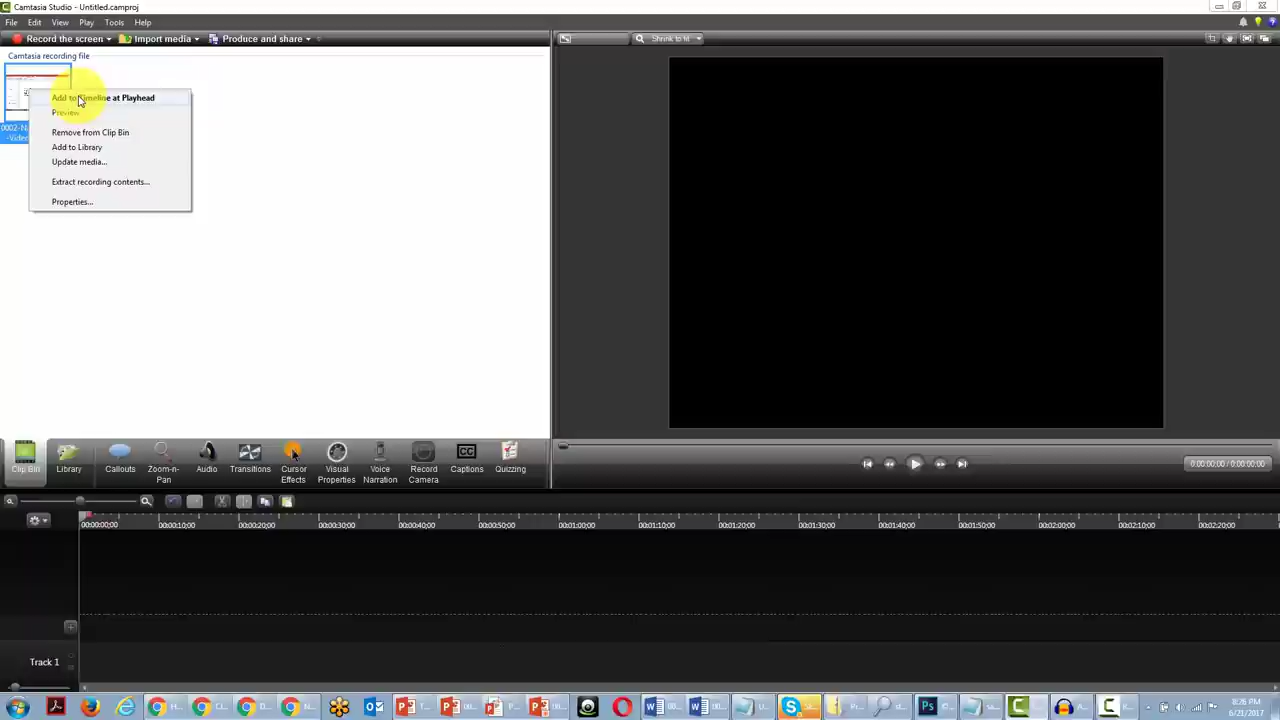 Camtasia Studio - Untitled.camproj
File Edit View Play Tools Help
Record the screen Import media Produce and share Shrink to fit
Camtasia recording file
Add to Timeline at Playhead
Preview
0002-N
-Video
Remove from Clip Bin
Add to Library
Update media...
Extract recording contents...
Properties...
Clip Bin Library Callouts Zoom-n-Pan Audio Transitions Cursor Effects Visual Properties Voice Narration Record Camera CC Captions Quizzing
0:00:00;00 / 0:00:00;00
00:00:00;00 00:00:10;00 00:00:20;00 00:00:30;00 00:00:40;00 00:00:50;00 00:01:00;00 00:01:10;00 00:01:20;00 00:01:30;00 00:01:40;00 00:01:50;00 00:02:00;00 00:02:10;00 00:02:20;00
Track 1
8:26 PM
6/21/2017